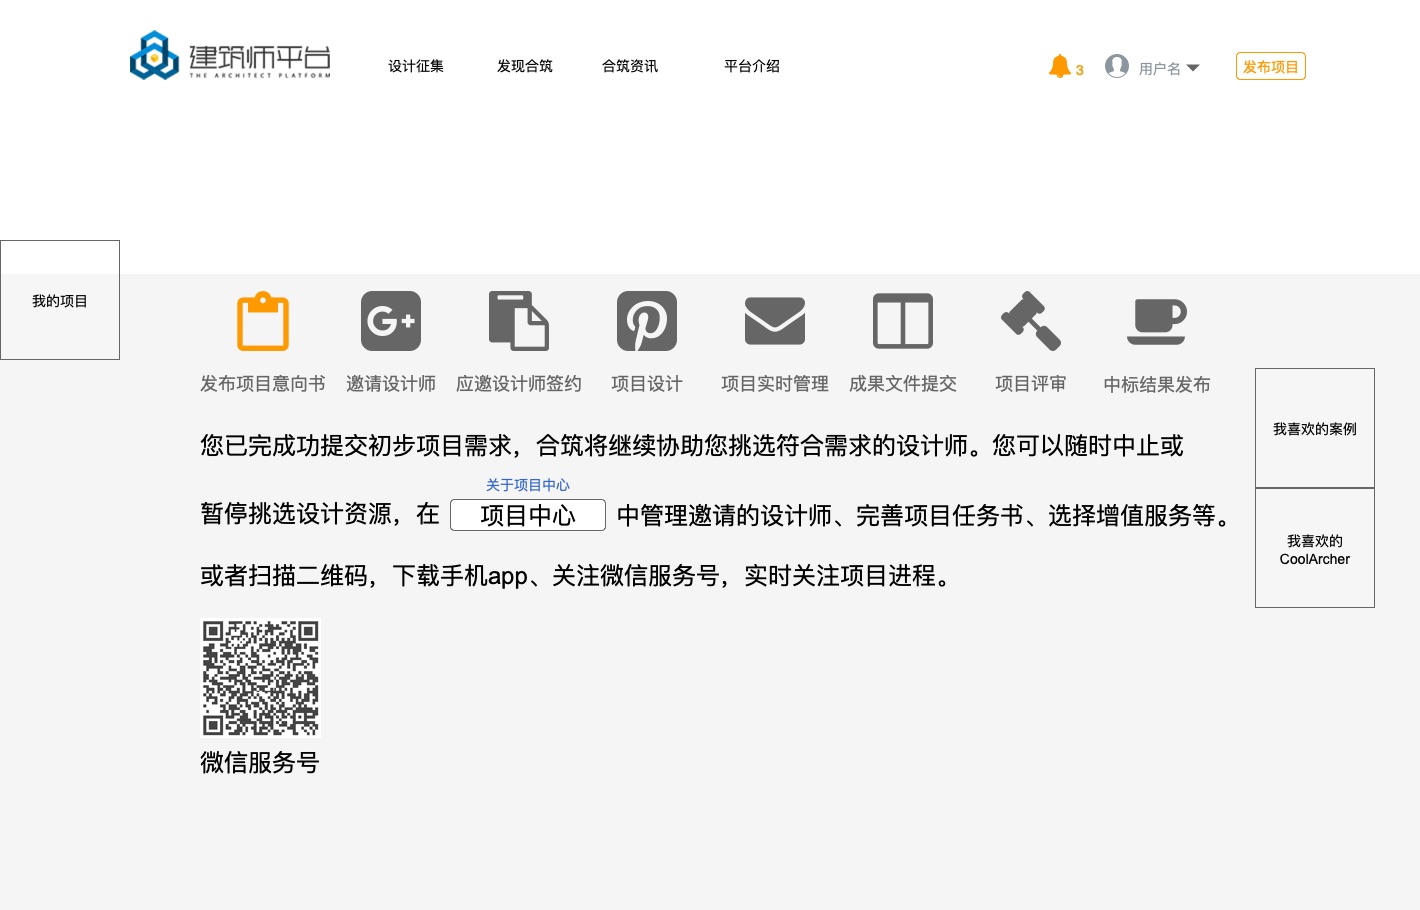 建筑师平台
THE ARCHITECT PLATFORM
设计征集
发现合筑
合筑资讯
平台介绍
3
用户名
发布项目
我的项目
发布项目意向书
邀请设计师
应邀设计师签约
项目设计
项目实时管理
成果文件提交
项目评审
中标结果发布
您已完成功提交初步项目需求，合筑将继续协助您挑选符合需求的设计师。您可以随时中止或
关于项目中心
暂停挑选设计资源，在 项目中心 中管理邀请的设计师、完善项目任务书、选择增值服务等。
或者扫描二维码，下载手机app、关注微信服务号，实时关注项目进程。
微信服务号
我喜欢的案例
我喜欢的
CoolArcher